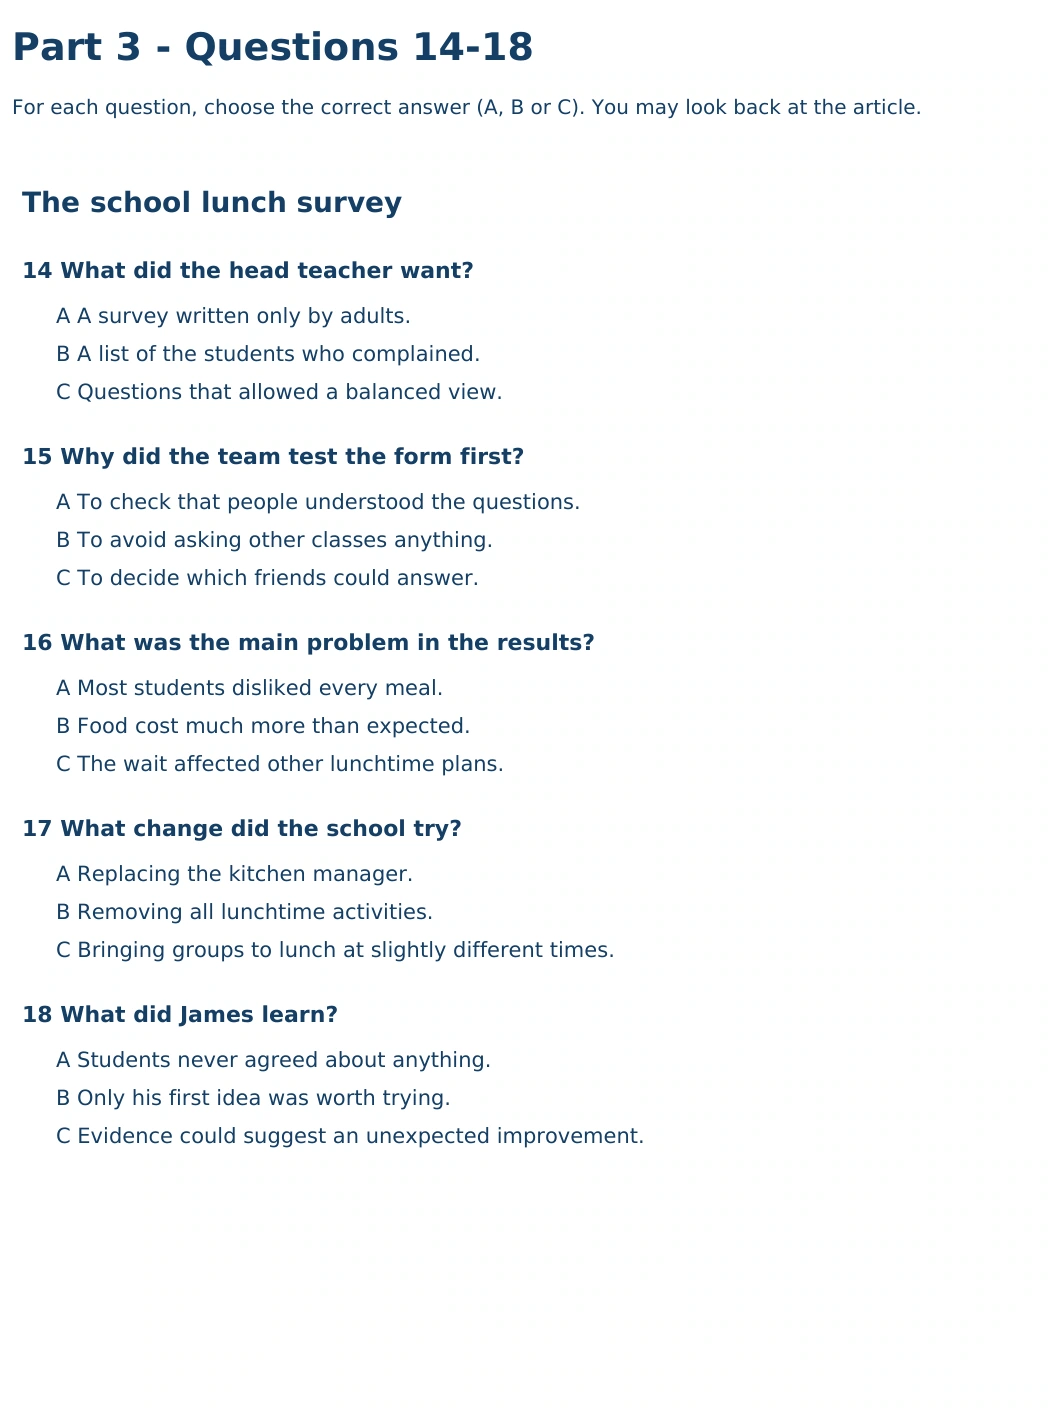 Part 3 - Questions 14-18
For each question, choose the correct answer (A, B or C). You may look back at the article.
The school lunch survey
14 What did the head teacher want?
A A survey written only by adults.
B A list of the students who complained.
C Questions that allowed a balanced view.
15 Why did the team test the form first?
A To check that people understood the questions.
B To avoid asking other classes anything.
C To decide which friends could answer.
16 What was the main problem in the results?
A Most students disliked every meal.
B Food cost much more than expected.
C The wait affected other lunchtime plans.
17 What change did the school try?
A Replacing the kitchen manager.
B Removing all lunchtime activities.
C Bringing groups to lunch at slightly different times.
18 What did James learn?
A Students never agreed about anything.
B Only his first idea was worth trying.
C Evidence could suggest an unexpected improvement.